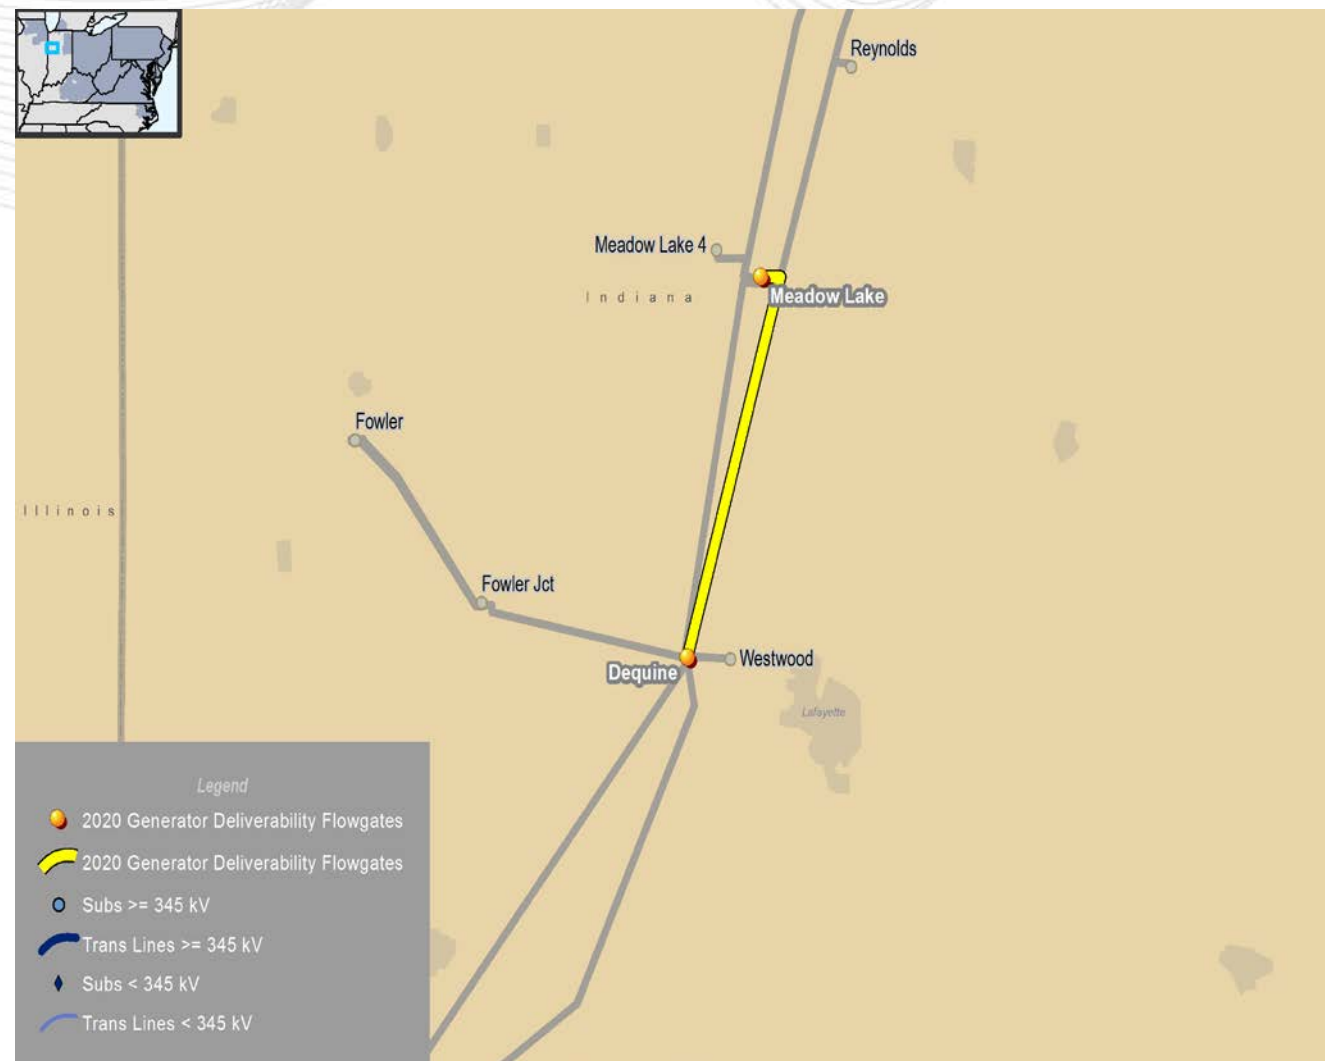 Reynolds
Meadow Lake 4
Indiana
Meadow Lake
Fowler
Illinois
Fowler Jct
Westwood
Dequine
Lafayette
Legend
2020 Generator Deliverability Flowgates
2020 Generator Deliverability Flowgates
Subs >= 345 kV
Trans Lines >= 345 kV
Subs < 345 kV
Trans Lines < 345 kV